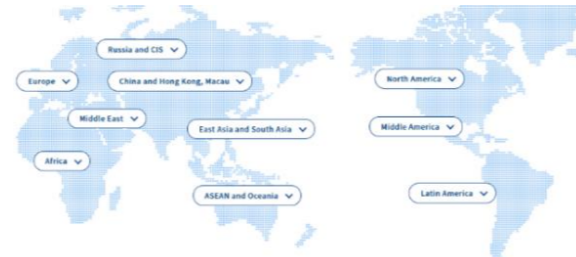 Russia and CIS
Europe
China and Hong Kong, Macau
North America
Middle East
East Asia and South Asia
Middle America
Africa
ASEAN and Oceania
Latin America